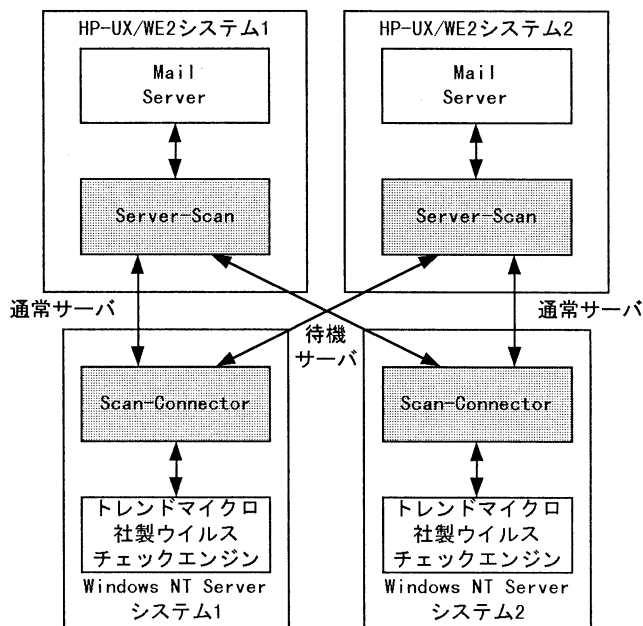 HP-UX/WE2システム1
Mail
Server
Server-Scan
HP-UX/WE2システム2
Mail
Server
Server-Scan
通常サーバ
待機
サーバ
通常サーバ
Scan-Connector
トレンドマイクロ
社製ウイルス
チェックエンジン
Windows NT Server
システム1
Scan-Connector
トレンドマイクロ
社製ウイルス
チェックエンジン
Windows NT Server
システム2